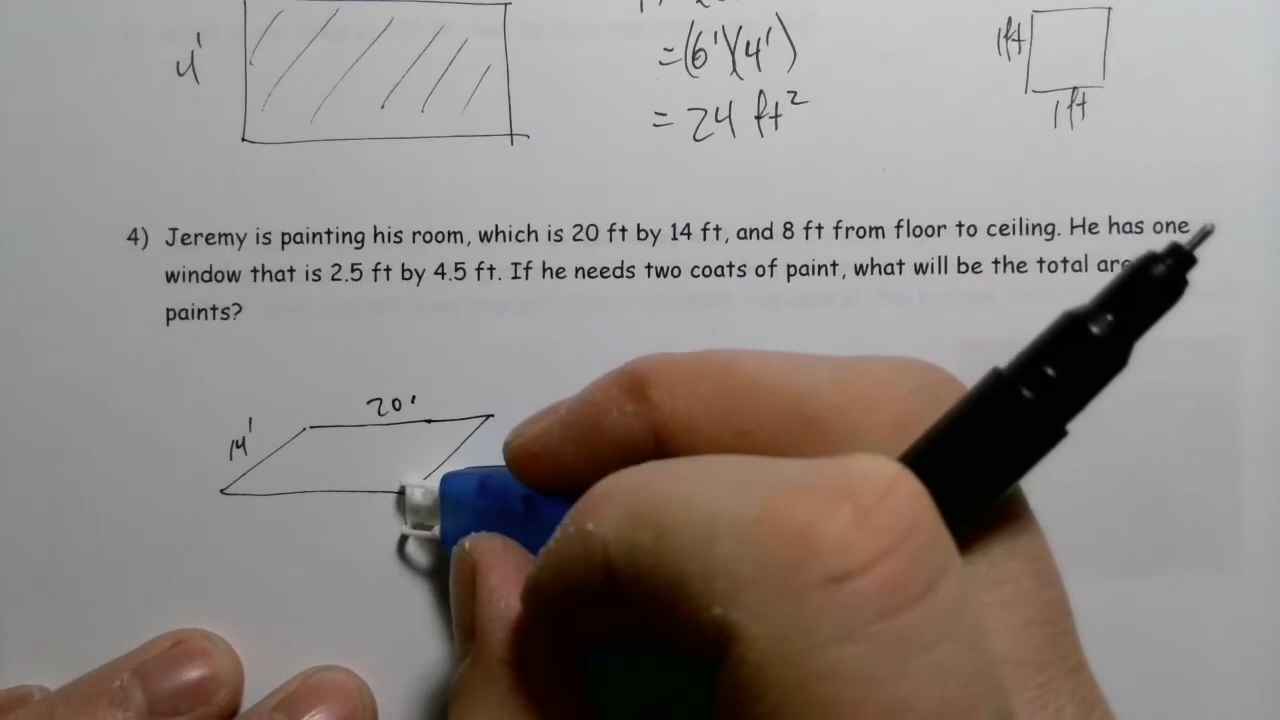 4'
= (6')(4')
= 24 ft²
1ft
1ft
4) Jeremy is painting his room, which is 20 ft by 14 ft, and 8 ft from floor to ceiling. He has one
window that is 2.5 ft by 4.5 ft. If he needs two coats of paint, what will be the total
paints?
20'
14'